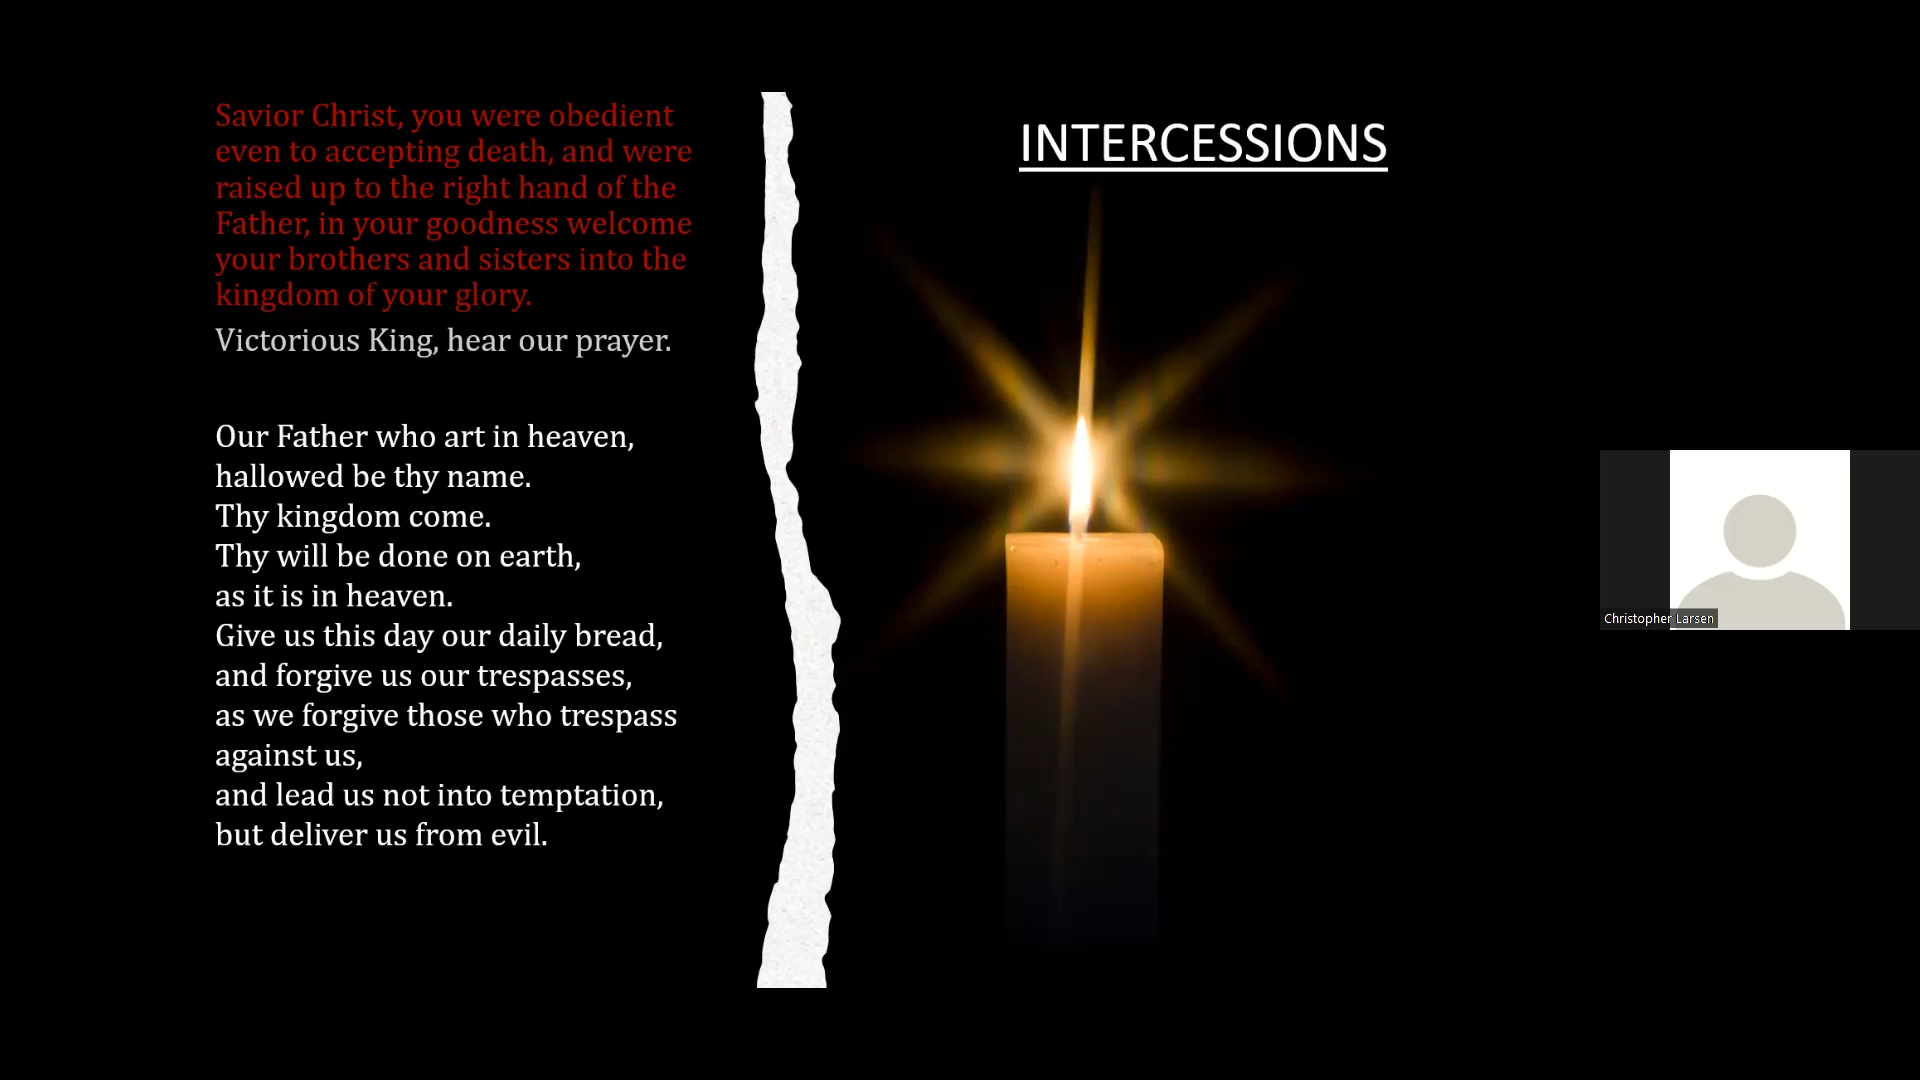 Savior Christ, you were obedient
even to accepting death, and were
raised up to the right hand of the
Father, in your goodness welcome
your brothers and sisters into the
kingdom of your glory.
Victorious King, hear our prayer.
Our Father who art in heaven,
hallowed be thy name.
Thy kingdom come.
Thy will be done on earth,
as it is in heaven.
Give us this day our daily bread,
and forgive us our trespasses,
as we forgive those who trespass
against us,
and lead us not into temptation,
but deliver us from evil.
INTERCESSIONS
Christopher Larsen